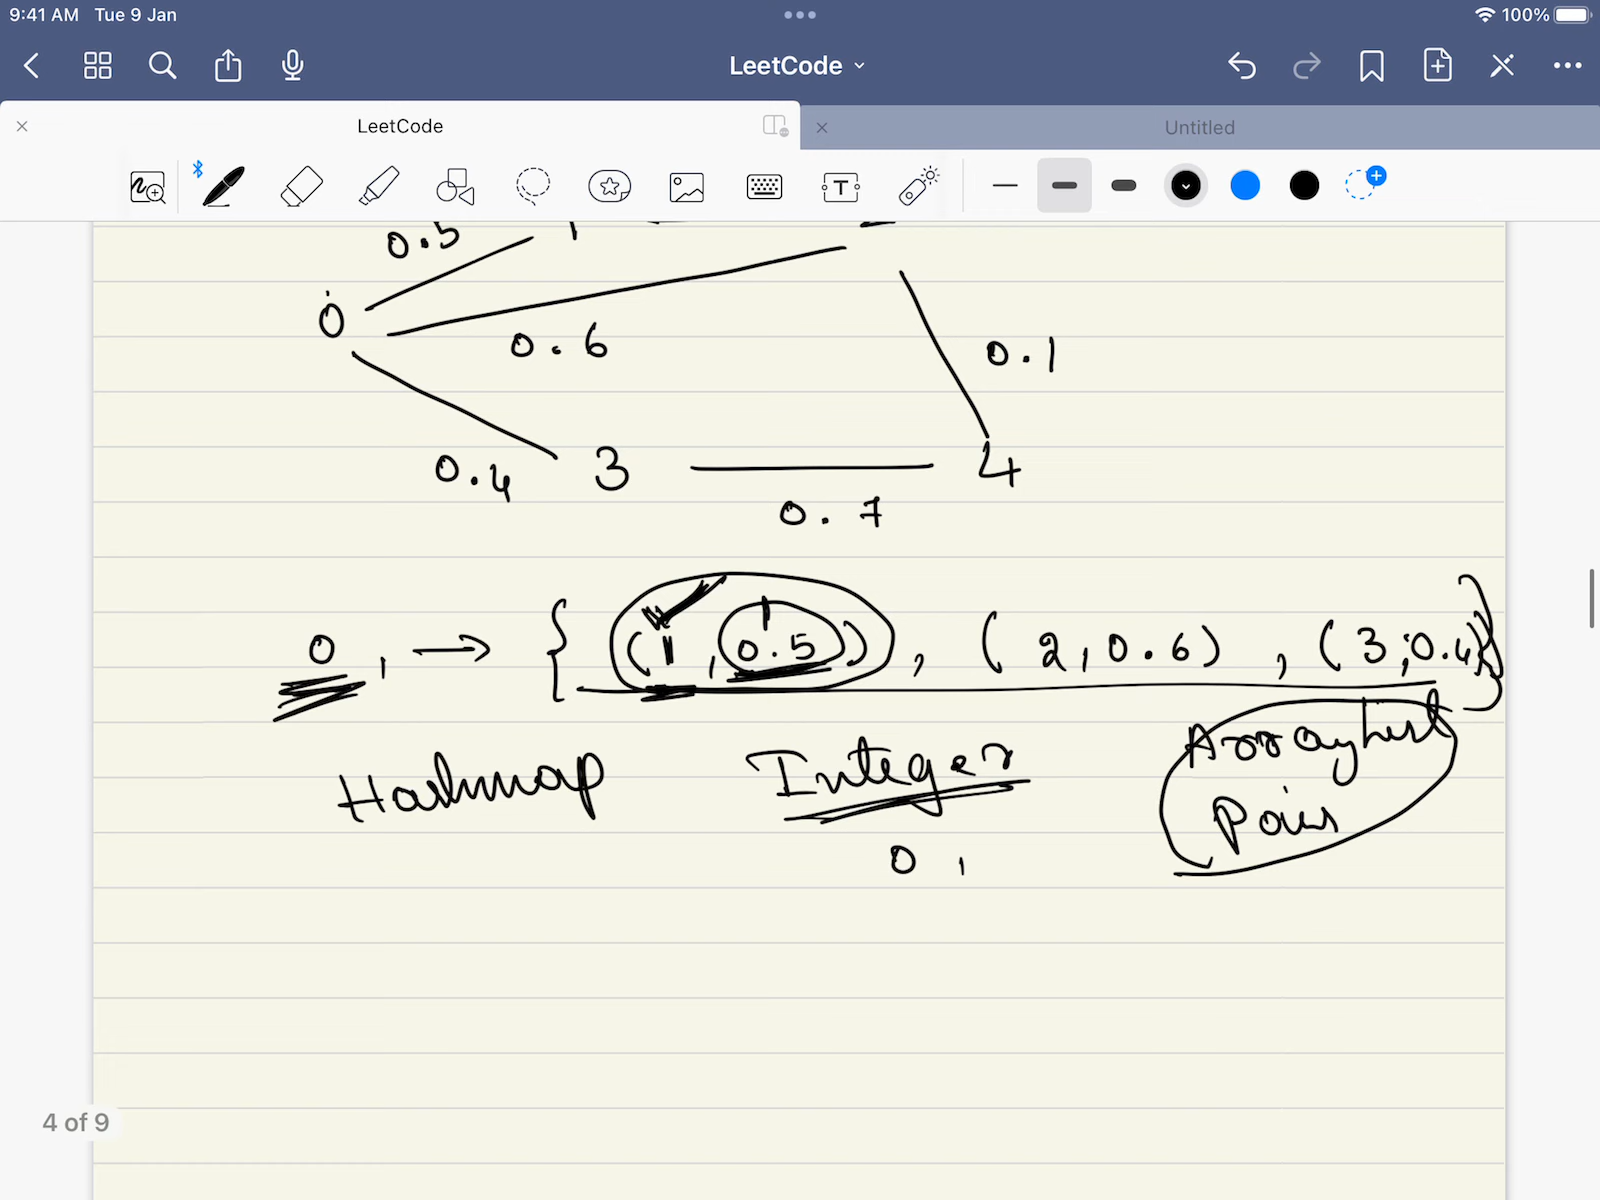 9:41 AM Tue 9 Jan
100%
LeetCode
LeetCode
Untitled
T
0.5
0
0.6
0.1
0.4
3
4
0.7
0, → { (1, 0.5), (2, 0.6), (3, 0.4) }
Hashmap Integer ArrayList
Pair
0,
4 of 9